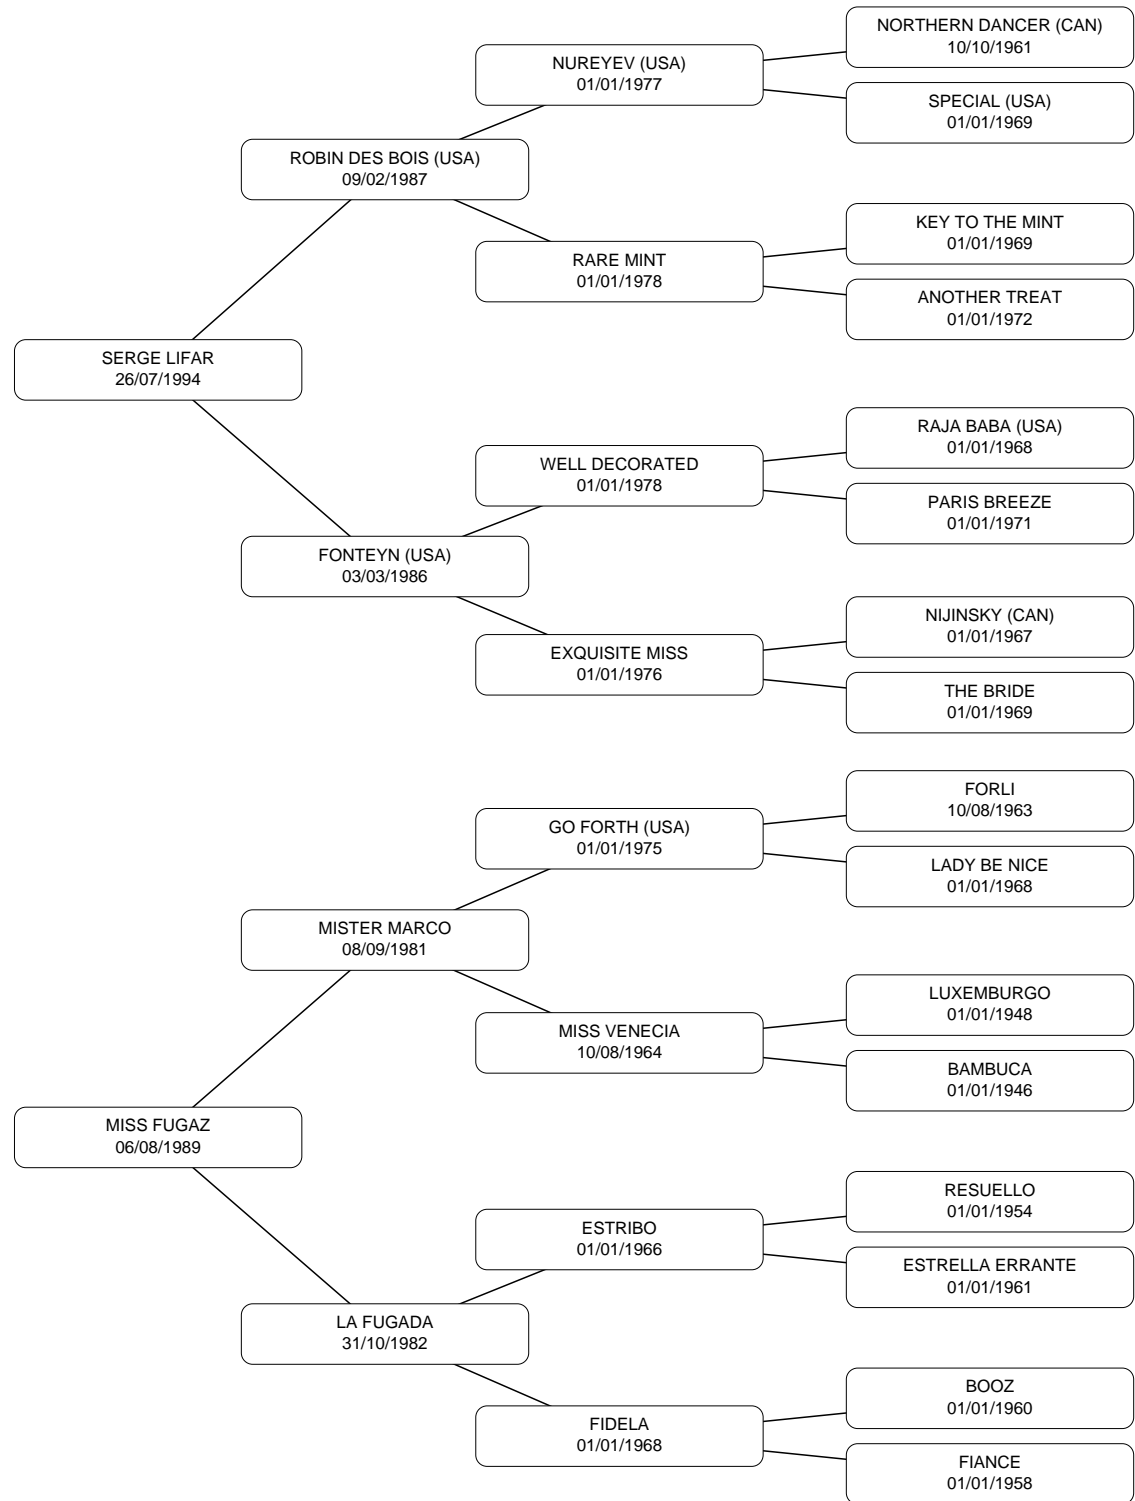 NORTHERN DANCER (CAN)
10/10/1961
NUREYEV (USA)
01/01/1977
SPECIAL (USA)
01/01/1969
ROBIN DES BOIS (USA)
09/02/1987
KEY TO THE MINT
01/01/1969
RARE MINT
01/01/1978
ANOTHER TREAT
01/01/1972
SERGE LIFAR
26/07/1994
RAJA BABA (USA)
01/01/1968
WELL DECORATED
01/01/1978
PARIS BREEZE
01/01/1971
FONTEYN (USA)
03/03/1986
NIJINSKY (CAN)
01/01/1967
EXQUISITE MISS
01/01/1976
THE BRIDE
01/01/1969
FORLI
10/08/1963
GO FORTH (USA)
01/01/1975
LADY BE NICE
01/01/1968
MISTER MARCO
08/09/1981
LUXEMBURGO
01/01/1948
MISS VENECIA
10/08/1964
BAMBUCA
01/01/1946
MISS FUGAZ
06/08/1989
RESUELLO
01/01/1954
ESTRIBO
01/01/1966
ESTRELLA ERRANTE
01/01/1961
LA FUGADA
31/10/1982
BOOZ
01/01/1960
FIDELA
01/01/1968
FIANCE
01/01/1958